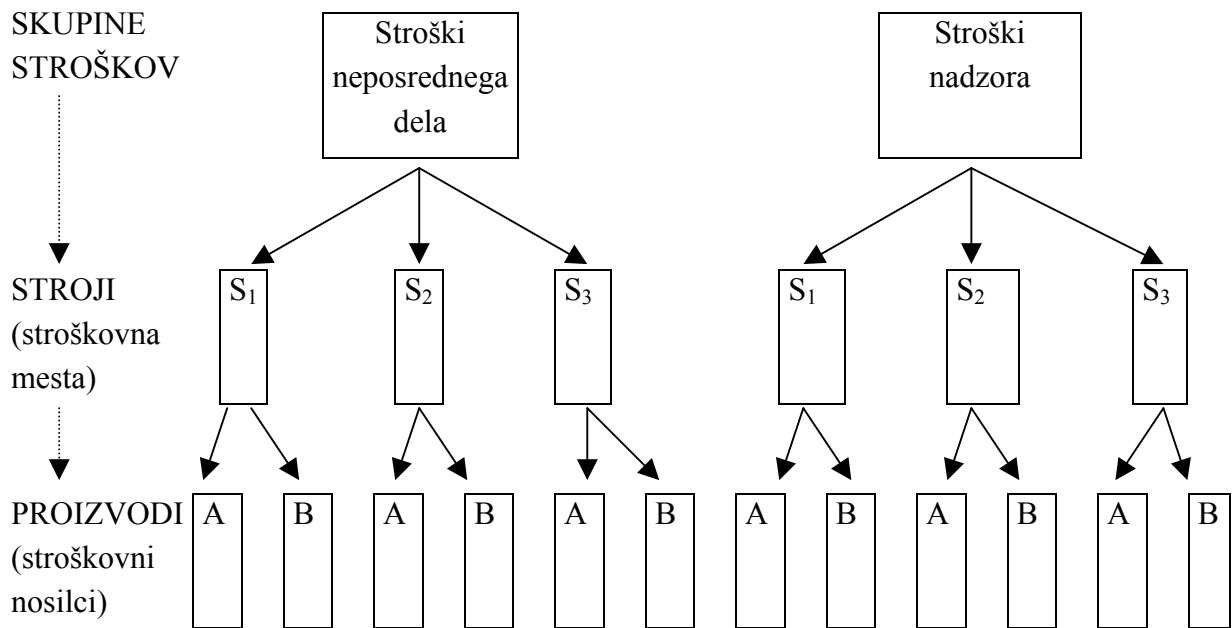 SKUPINE
STROŠKOV
Stroški
neposrednega
dela
Stroški
nadzora
STROJI
(stroškovna
mesta)
S₁
S₂
S₃
S₁
S₂
S₃
PROIZVODI
(stroškovni
nosilci)
A
B
A
B
A
B
A
B
A
B
A
B